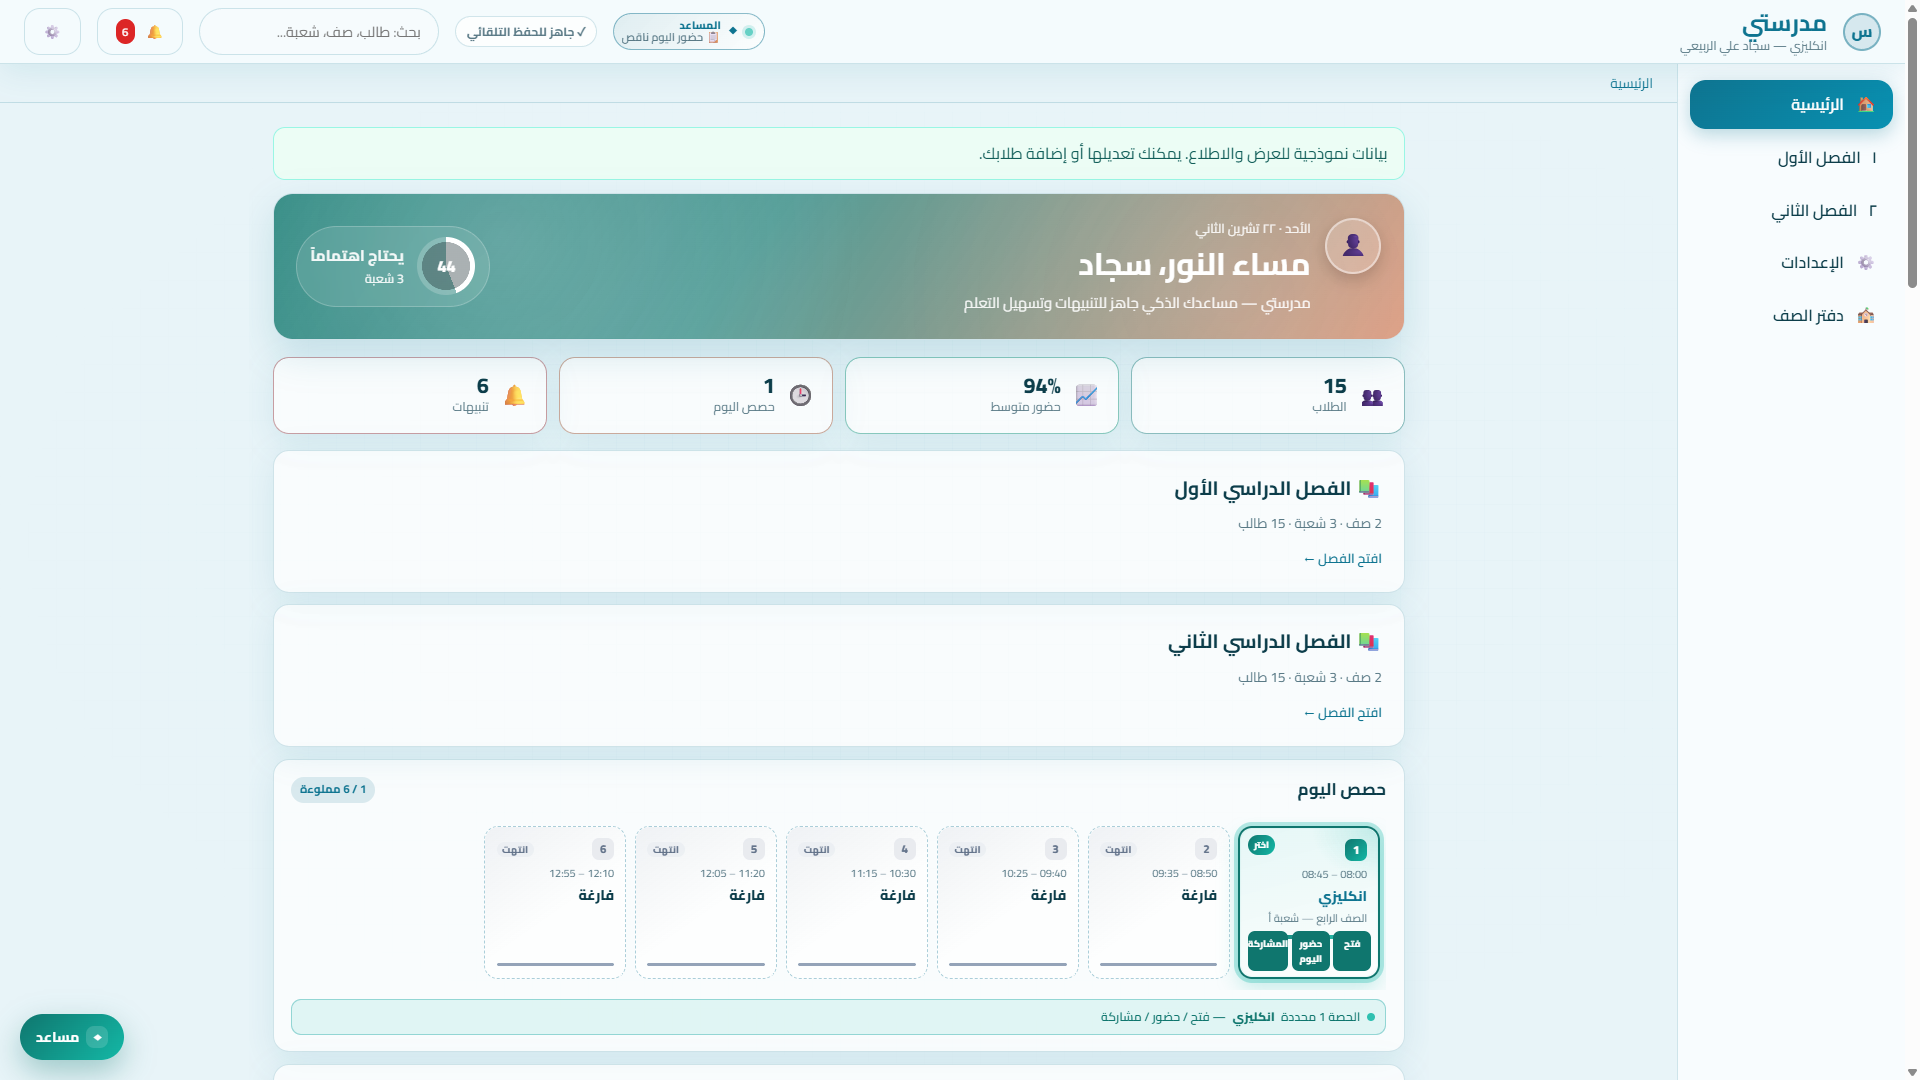 س
مدرستي
انكليزي — سجاد علي الربيعي
المساعد
حضور اليوم ناقص
✓ جاهز للحفظ التلقائي
بحث: طالب، صف، شعبة...
6
الرئيسية
الرئيسية
١ الفصل الأول
٢ الفصل الثاني
الإعدادات
دفتر الصف
بيانات نموذجية للعرض والاطلاع. يمكنك تعديلها أو إضافة طلابك.
الأحد · ٢٢ تشرين الثاني
مساء النور، سجاد
مدرستي — مساعدك الذكي جاهز للتنبيهات وتسهيل التعلم
44
يحتاج اهتماماً
3 شعبة
15
الطلاب
94%
حضور متوسط
1
حصص اليوم
6
تنبيهات
الفصل الدراسي الأول
2 صف · 3 شعبة · 15 طالب
افتح الفصل ←
الفصل الدراسي الثاني
2 صف · 3 شعبة · 15 طالب
افتح الفصل ←
حصص اليوم
1 / 6 مملوءة
1
اختر
08:00 – 08:45
انكليزي
الصف الرابع — شعبة أ
فتح
حضور اليوم
المشاركة
2
انتهت
08:50 – 09:35
فارغة
3
انتهت
09:40 – 10:25
فارغة
4
انتهت
10:30 – 11:15
فارغة
5
انتهت
11:20 – 12:05
فارغة
6
انتهت
12:10 – 12:55
فارغة
الحصة 1 محددة انكليزي — فتح / حضور / مشاركة
مساعد